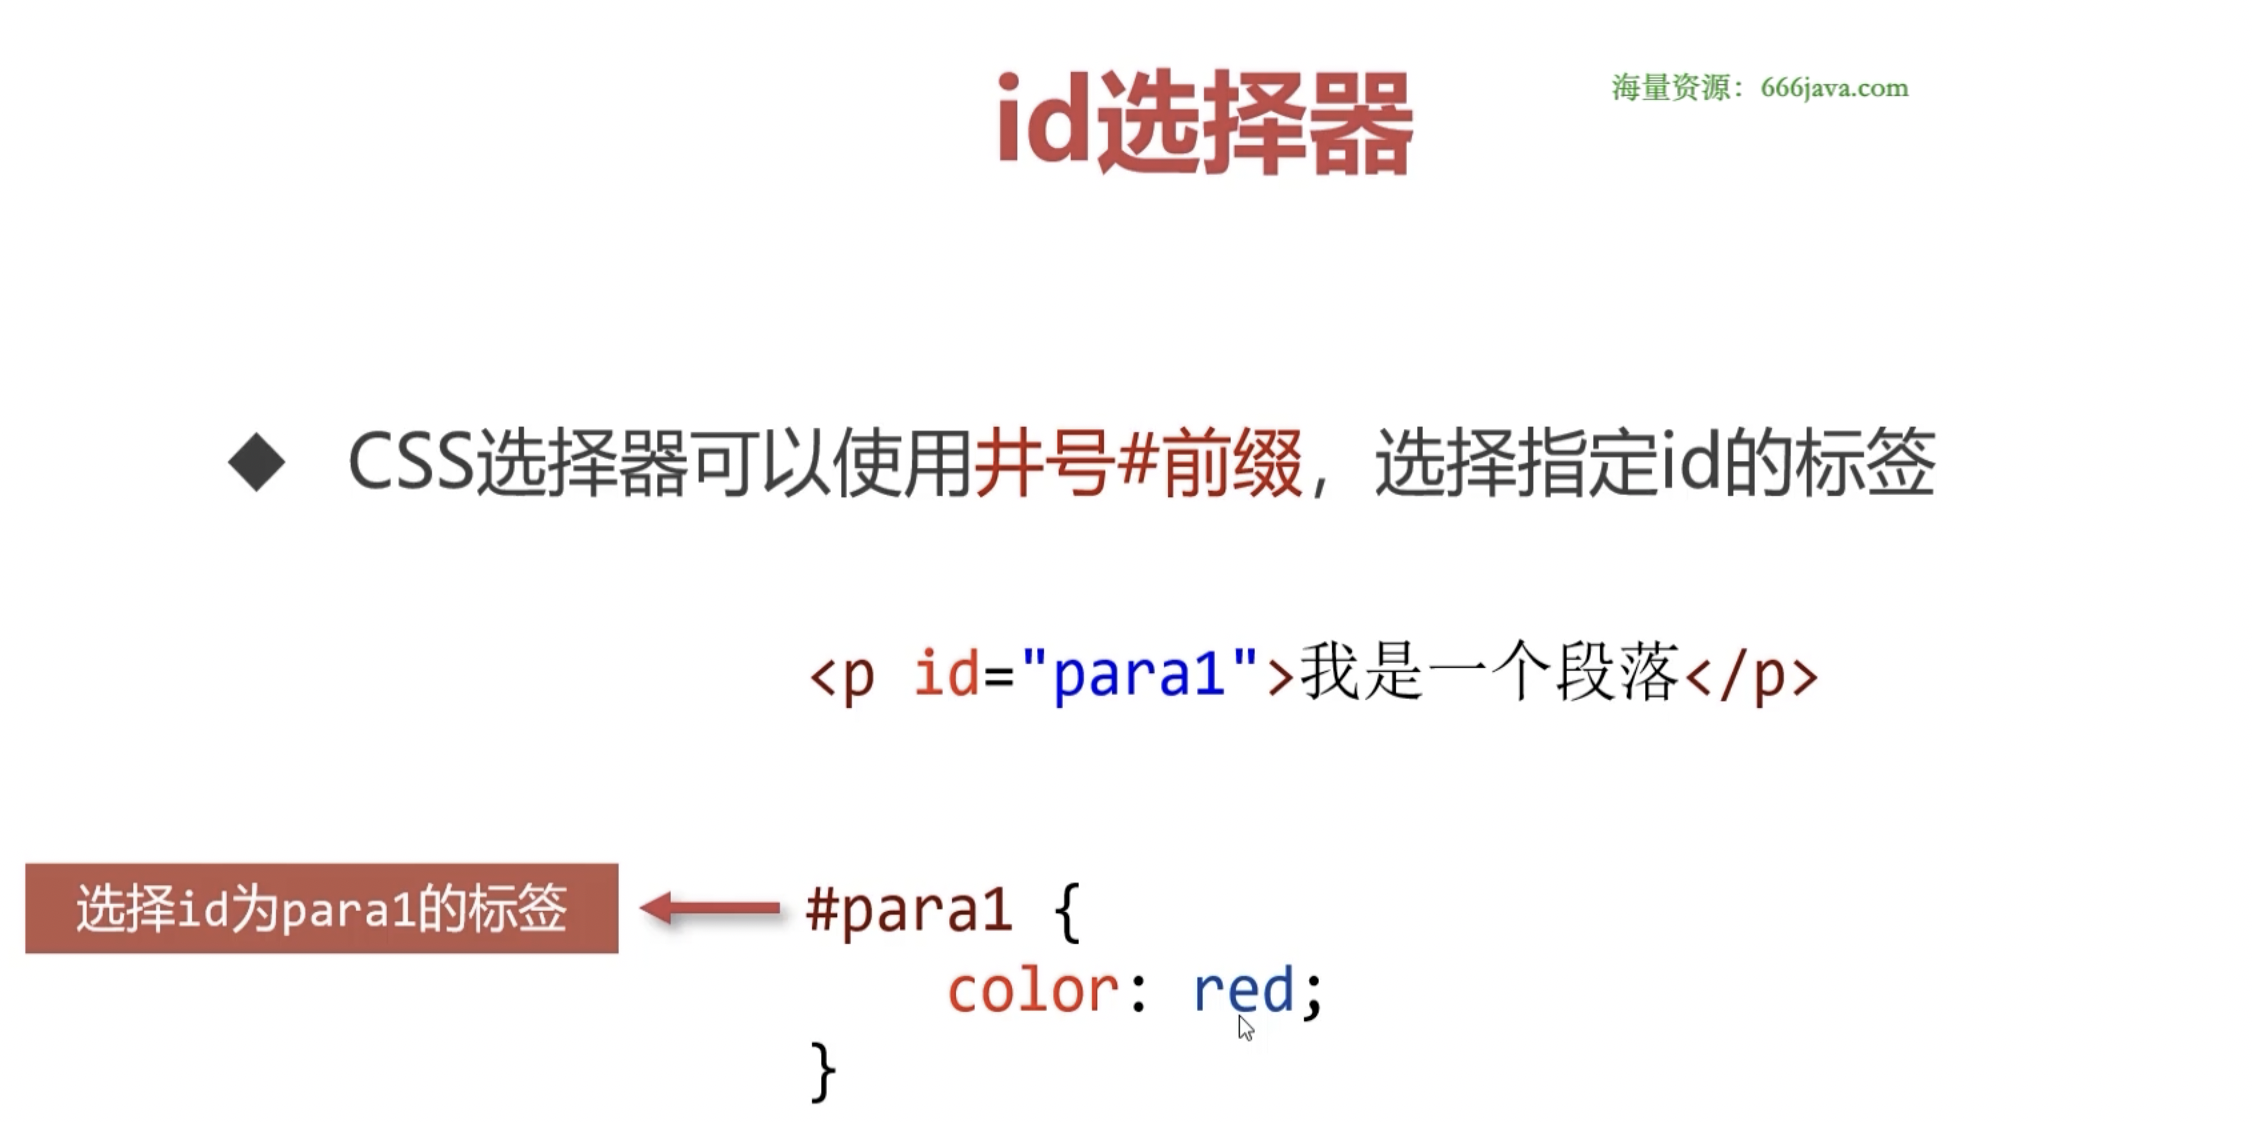 id选择器
海量资源：666java.com
◆ CSS选择器可以使用井号#前缀，选择指定id的标签
<p id="para1">我是一个段落</p>
选择id为para1的标签
#para1 {
color: red;
}